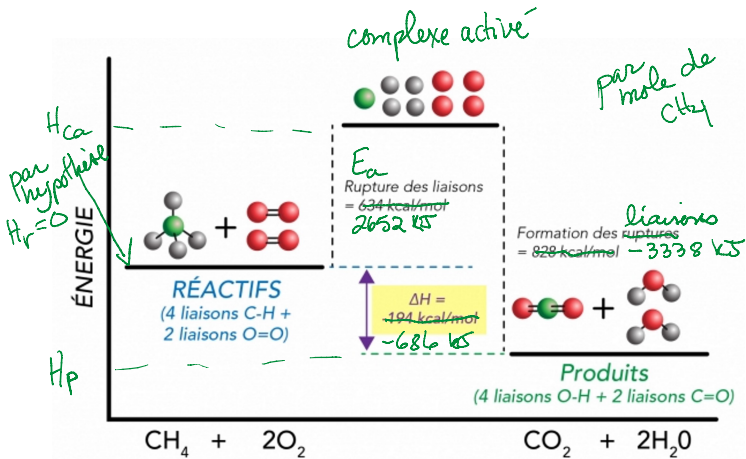 complexe activé
par
mole de
CH4
Hca
par
hypothèse
Hr=0
Ea
Rupture des liaisons
= 634 kcal/mol
2652 kJ
liaisons
Formation des ruptures
= 828 kcal/mol -3338 kJ
ÉNERGIE
RÉACTIFS
(4 liaisons C-H +
2 liaisons O=O)
ΔH =
-194 kcal/mol
-686 kJ
Hp
Produits
(4 liaisons O-H + 2 liaisons C=O)
CH₄ + 2O₂
CO₂ + 2H₂0